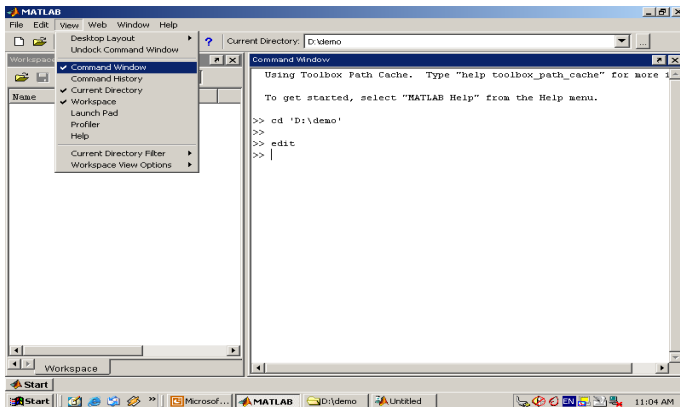 MATLAB
File Edit View Web Window Help
Current Directory: D:\demo
...
Desktop Layout
Undock Command Window
Command Window
Command History
Current Directory
Workspace
Launch Pad
Profiler
Help
Current Directory Filter
Workspace View Options
Workspace
Name
Workspace
Command Window
Using Toolbox Path Cache. Type "help toolbox_path_cache" for more i
To get started, select "MATLAB Help" from the Help menu.
>> cd 'D:\demo'
>>
>> edit
>>
Start
Start Microsof... MATLAB D:\demo Untitled EN 11:04 AM